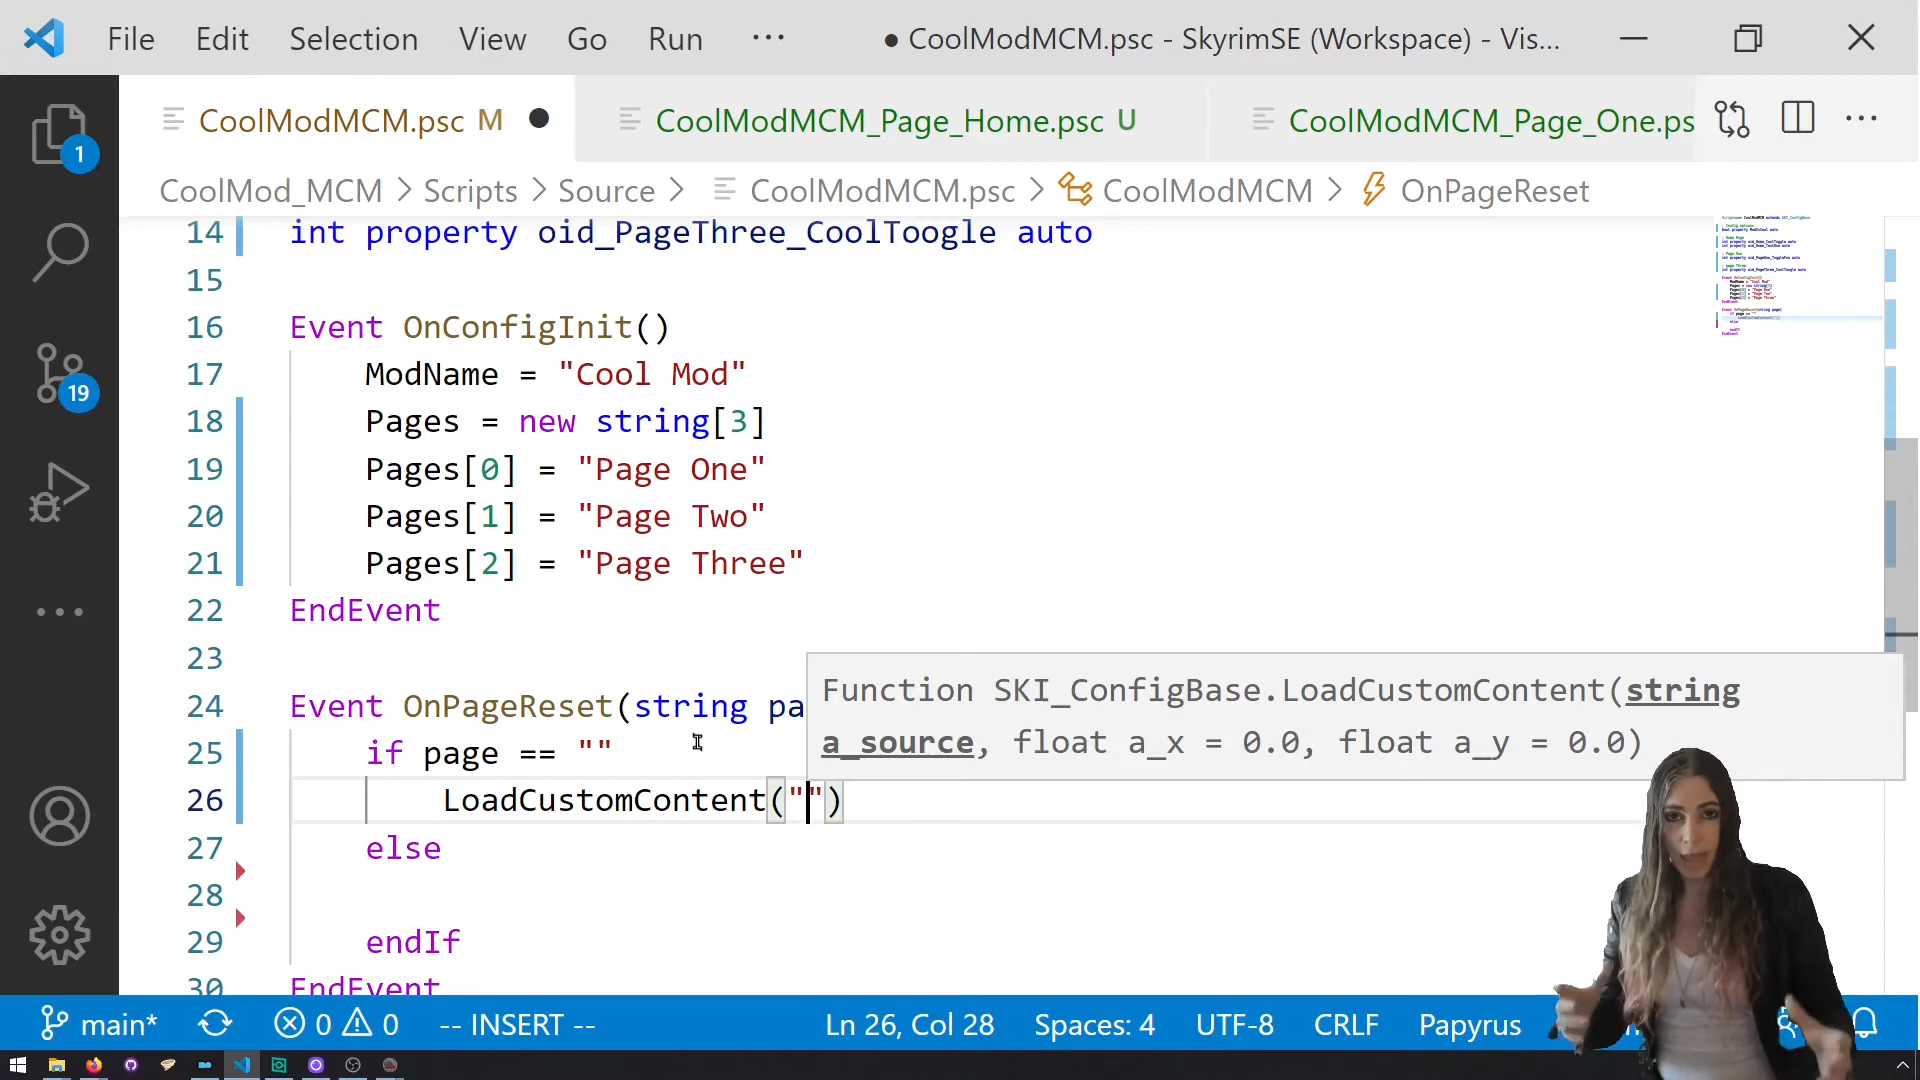 File Edit Selection View Go Run ··· ● CoolModMCM.psc - SkyrimSE (Workspace) - Vis...
CoolModMCM.psc M ● CoolModMCM_Page_Home.psc U CoolModMCM_Page_One.ps
CoolMod_MCM > Scripts > Source > CoolModMCM.psc > CoolModMCM > OnPageReset
1
19
14 int property oid_PageThree_CoolToogle auto
15
16 Event OnConfigInit()
17 ModName = "Cool Mod"
18 Pages = new string[3]
19 Pages[0] = "Page One"
20 Pages[1] = "Page Two"
21 Pages[2] = "Page Three"
22 EndEvent
23
24 Event OnPageReset(string pa
25 if page == ""
26 LoadCustomContent("")
27 else
28
29 endIf
30 EndEvent
Function SKI_ConfigBase.LoadCustomContent(string
a_source, float a_x = 0.0, float a_y = 0.0)
main* 0 0 -- INSERT -- Ln 26, Col 28 Spaces: 4 UTF-8 CRLF Papyrus